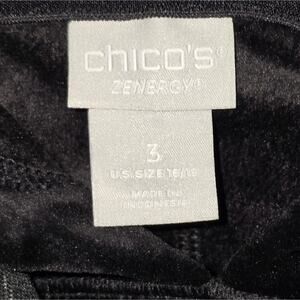 chico's®
ZENERGY®
3
U.S. SIZE 16/18
MADE IN
INDONESIA